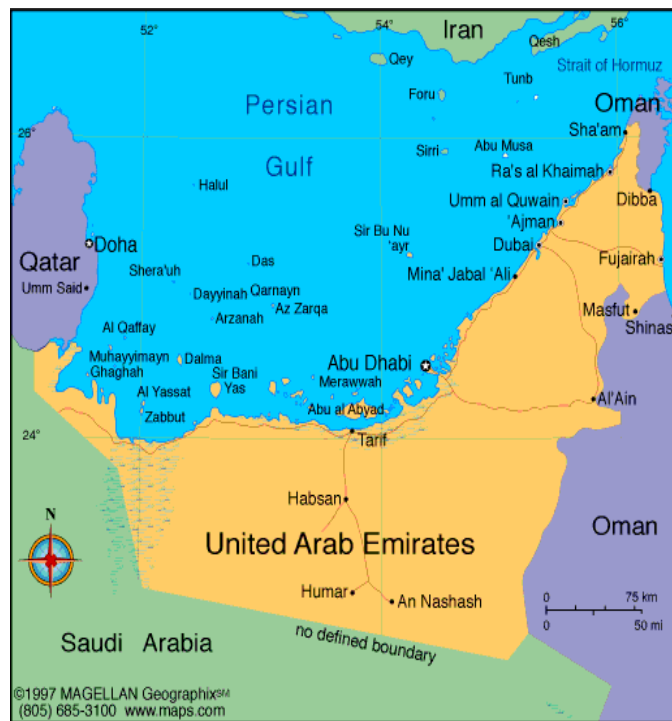 52°
54°
Iran
56°
Qey
Qesh
Strait of Hormuz
Tunb
Foru
Persian
Oman
26°
Sha'am
Gulf
Sirri
Abu Musa
Ra's al Khaimah
Halul
Umm al Quwain
Dibba
'Ajman
Sir Bu Nu
'ayr
Doha
Dubai
Qatar
Das
Fujairah
Shera'uh
Mina' Jabal 'Ali
Umm Said
Dayyinah
Qarnayn
Az Zarqa
Masfut
Arzanah
Shinas
Al Qaffay
Muhayyimayn
Dalma
Abu Dhabi
Ghaghah
Sir Bani
Yas
Merawwah
Al Yassat
Al'Ain
Zabbut
Abu al Abyad
24°
Tarif
Habsan
N
Oman
United Arab Emirates
Humar
An Nashash
0 75 km
0 50 mi
no defined boundary
Saudi Arabia
©1997 MAGELLAN Geographix℠
(805) 685-3100 www.maps.com